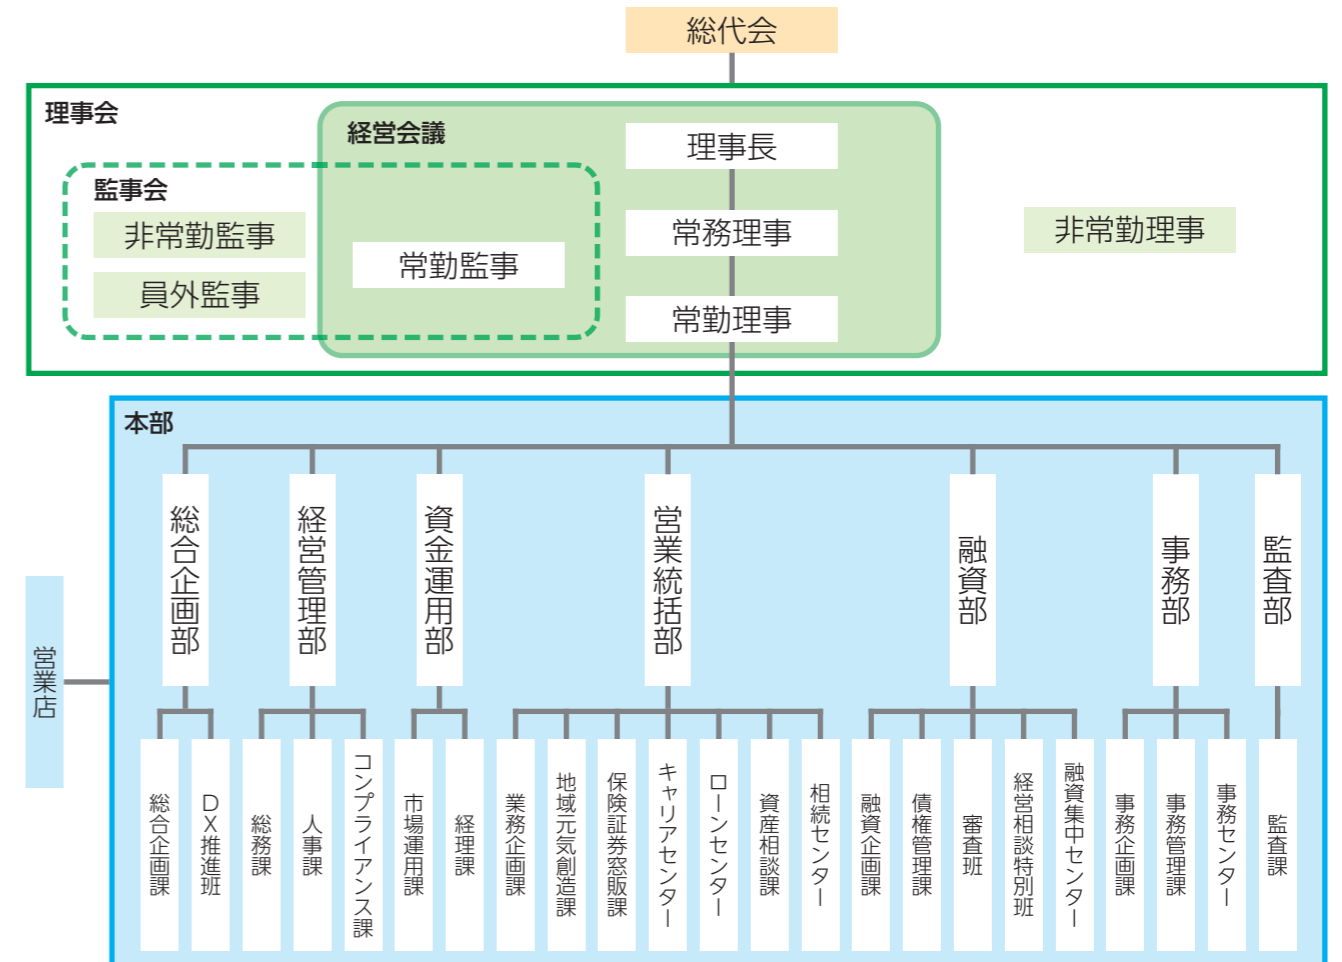 総代会
理事会
経営会議
理事長
監事会
非常勤監事
常務理事
非常勤理事
常勤監事
員外監事
常勤理事
本部
総合企画部
経営管理部
資金運用部
営業統括部
融資部
事務部
監査部
営業店
総合企画課
DX推進班
総務課
人事課
コンプライアンス課
市場運用課
経理課
業務企画課
地域元気創造課
保険証券窓販課
キャリアセンター
ローンセンター
資産相談課
相続センター
融資企画課
債権管理課
審査班
経営相談特別班
融資集中センター
事務企画課
事務管理課
事務センター
監査課